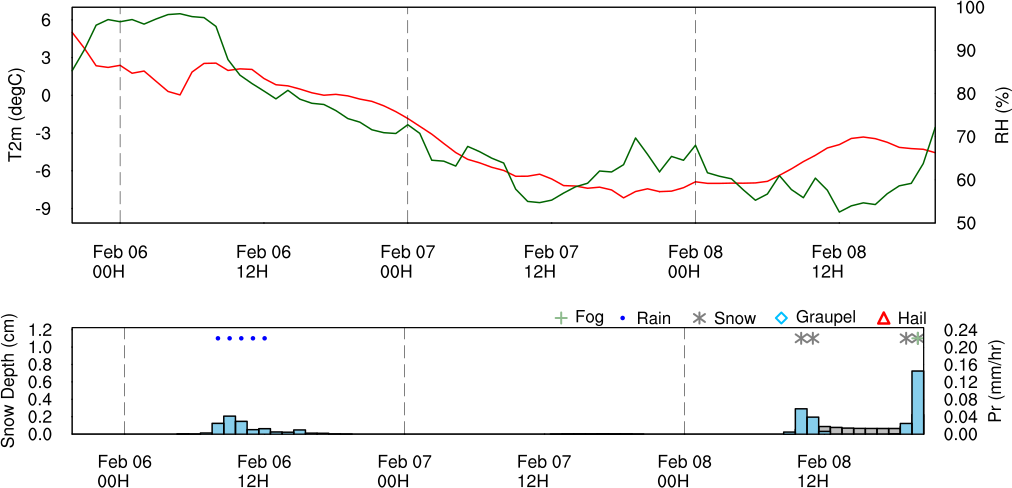 T2m (degC)
6
3
0
-3
-6
-9
100
90
80
70
60
50
RH (%)
Feb 06 Feb 06 Feb 07 Feb 07 Feb 08 Feb 08
00H 12H 00H 12H 00H 12H
Fog Rain Snow Graupel Hail
Snow Depth (cm)
1.2
1.0
0.8
0.6
0.4
0.2
0.0
0.24
0.20
0.16
0.12
0.08
0.04
0.00
Pr (mm/hr)
Feb 06 Feb 06 Feb 07 Feb 07 Feb 08 Feb 08
00H 12H 00H 12H 00H 12H